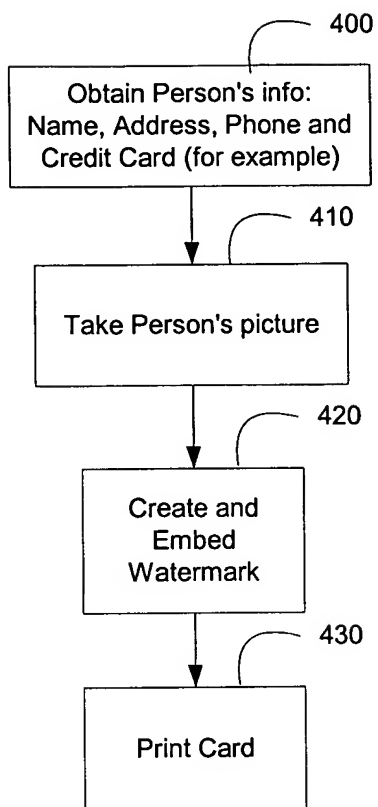 400
Obtain Person's info:
Name, Address, Phone and
Credit Card (for example)
410
Take Person's picture
420
Create and
Embed
Watermark
430
Print Card